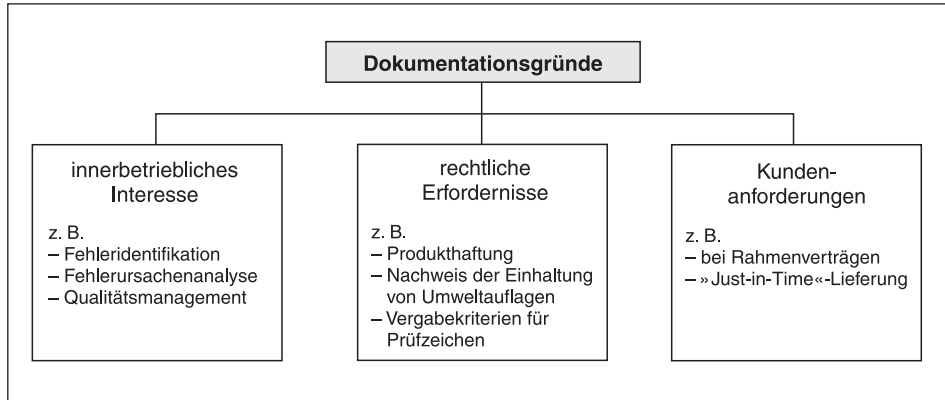 Dokumentationsgründe
innerbetriebliches
Interesse
z. B.
– Fehleridentifikation
– Fehlerursachenanalyse
– Qualitätsmanagement
rechtliche
Erfordernisse
z. B.
– Produkthaftung
– Nachweis der Einhaltung
von Umweltauflagen
– Vergabekriterien für
Prüfzeichen
Kunden-
anforderungen
z. B.
– bei Rahmenverträgen
– »Just-in-Time«-Lieferung